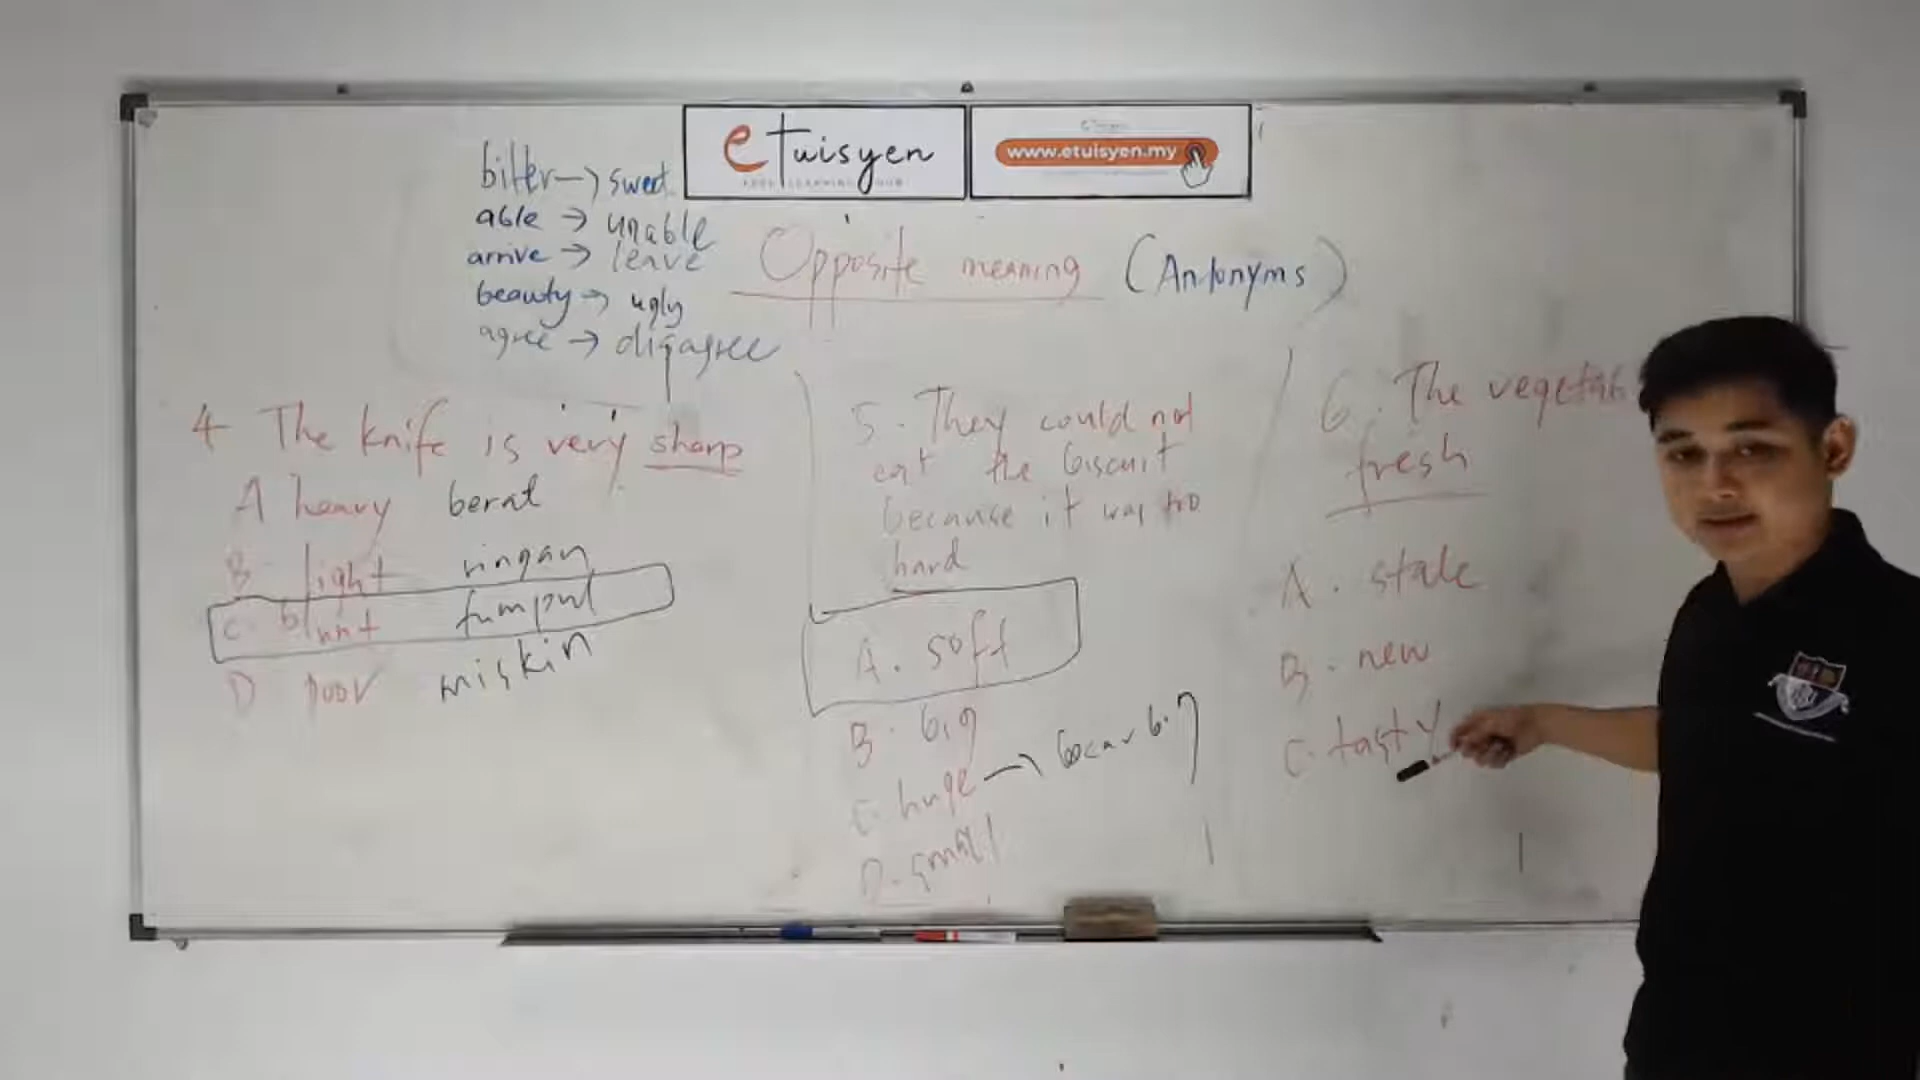 eTuisyen
www.etuisyen.my
bitter → sweet
able → unable
arrive → leave
beauty → ugly
agree → disagree
Opposite meaning (Antonyms)
4 The knife is very sharp
A heavy berat
B. light ringan
C. blunt tumpul
D poor miskin
5. They could not
eat the biscuit
because it was too
hard
A. soft
B. big
C. huge → besar big
D. small
6. The vegetab
fresh
A. stale
B. new
C. tasty